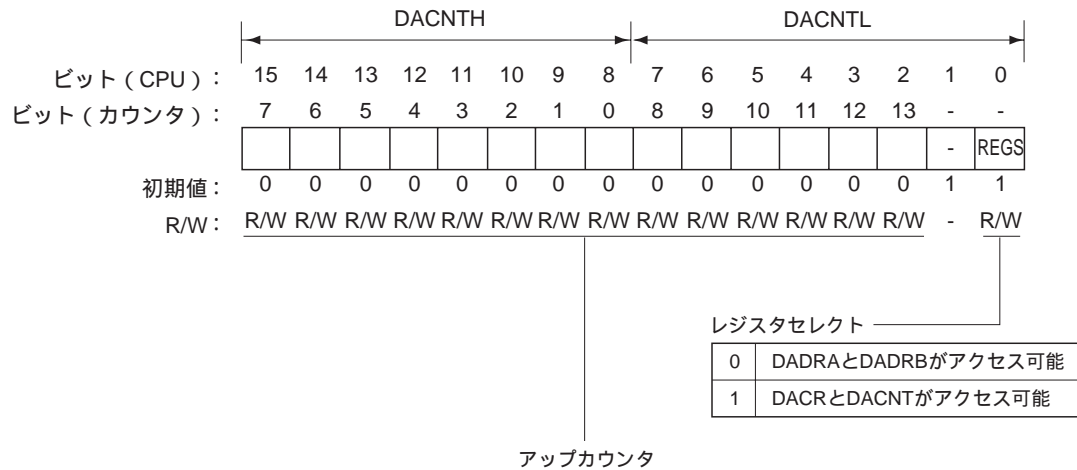 DACNTH DACNTL
ビット（CPU）： 15 14 13 12 11 10 9 8 7 6 5 4 3 2 1 0
ビット（カウンタ）： 7 6 5 4 3 2 1 0 8 9 10 11 12 13 - -
- REGS
初期値： 0 0 0 0 0 0 0 0 0 0 0 0 0 0 1 1
R/W： R/W R/W R/W R/W R/W R/W R/W R/W R/W R/W R/W R/W R/W R/W - R/W
レジスタセレクト
0 DADRAとDADRBがアクセス可能
1 DACRとDACNTがアクセス可能
アップカウンタ